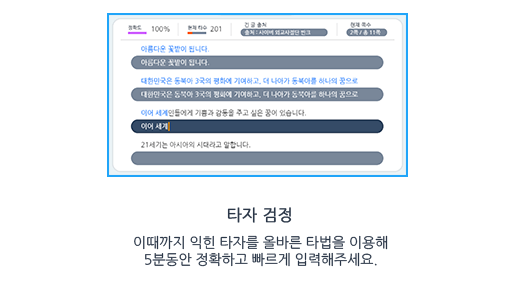 정확도 100%
현재 타수 201
긴 글 출처
출처 : 사이버 외교사절단 반크
현재 쪽수
2쪽 / 총 11쪽
아름다운 꽃밭이 됩니다.
아름다운 꽃밭이 됩니다.
대한민국은 동북아 3국의 평화에 기여하고, 더 나아가 동북아를 하나의 꿈으로
대한민국은 동북아 3국의 평화에 기여하고, 더 나아가 동북아를 하나의 꿈으로
이어 세계인들에게 기쁨과 감동을 주고 싶은 꿈이 있습니다.
이어 세계
21세기는 아시아의 시대라고 말합니다.
타자 검정
이때까지 익힌 타자를 올바른 타법을 이용해
5분동안 정확하고 빠르게 입력해주세요.